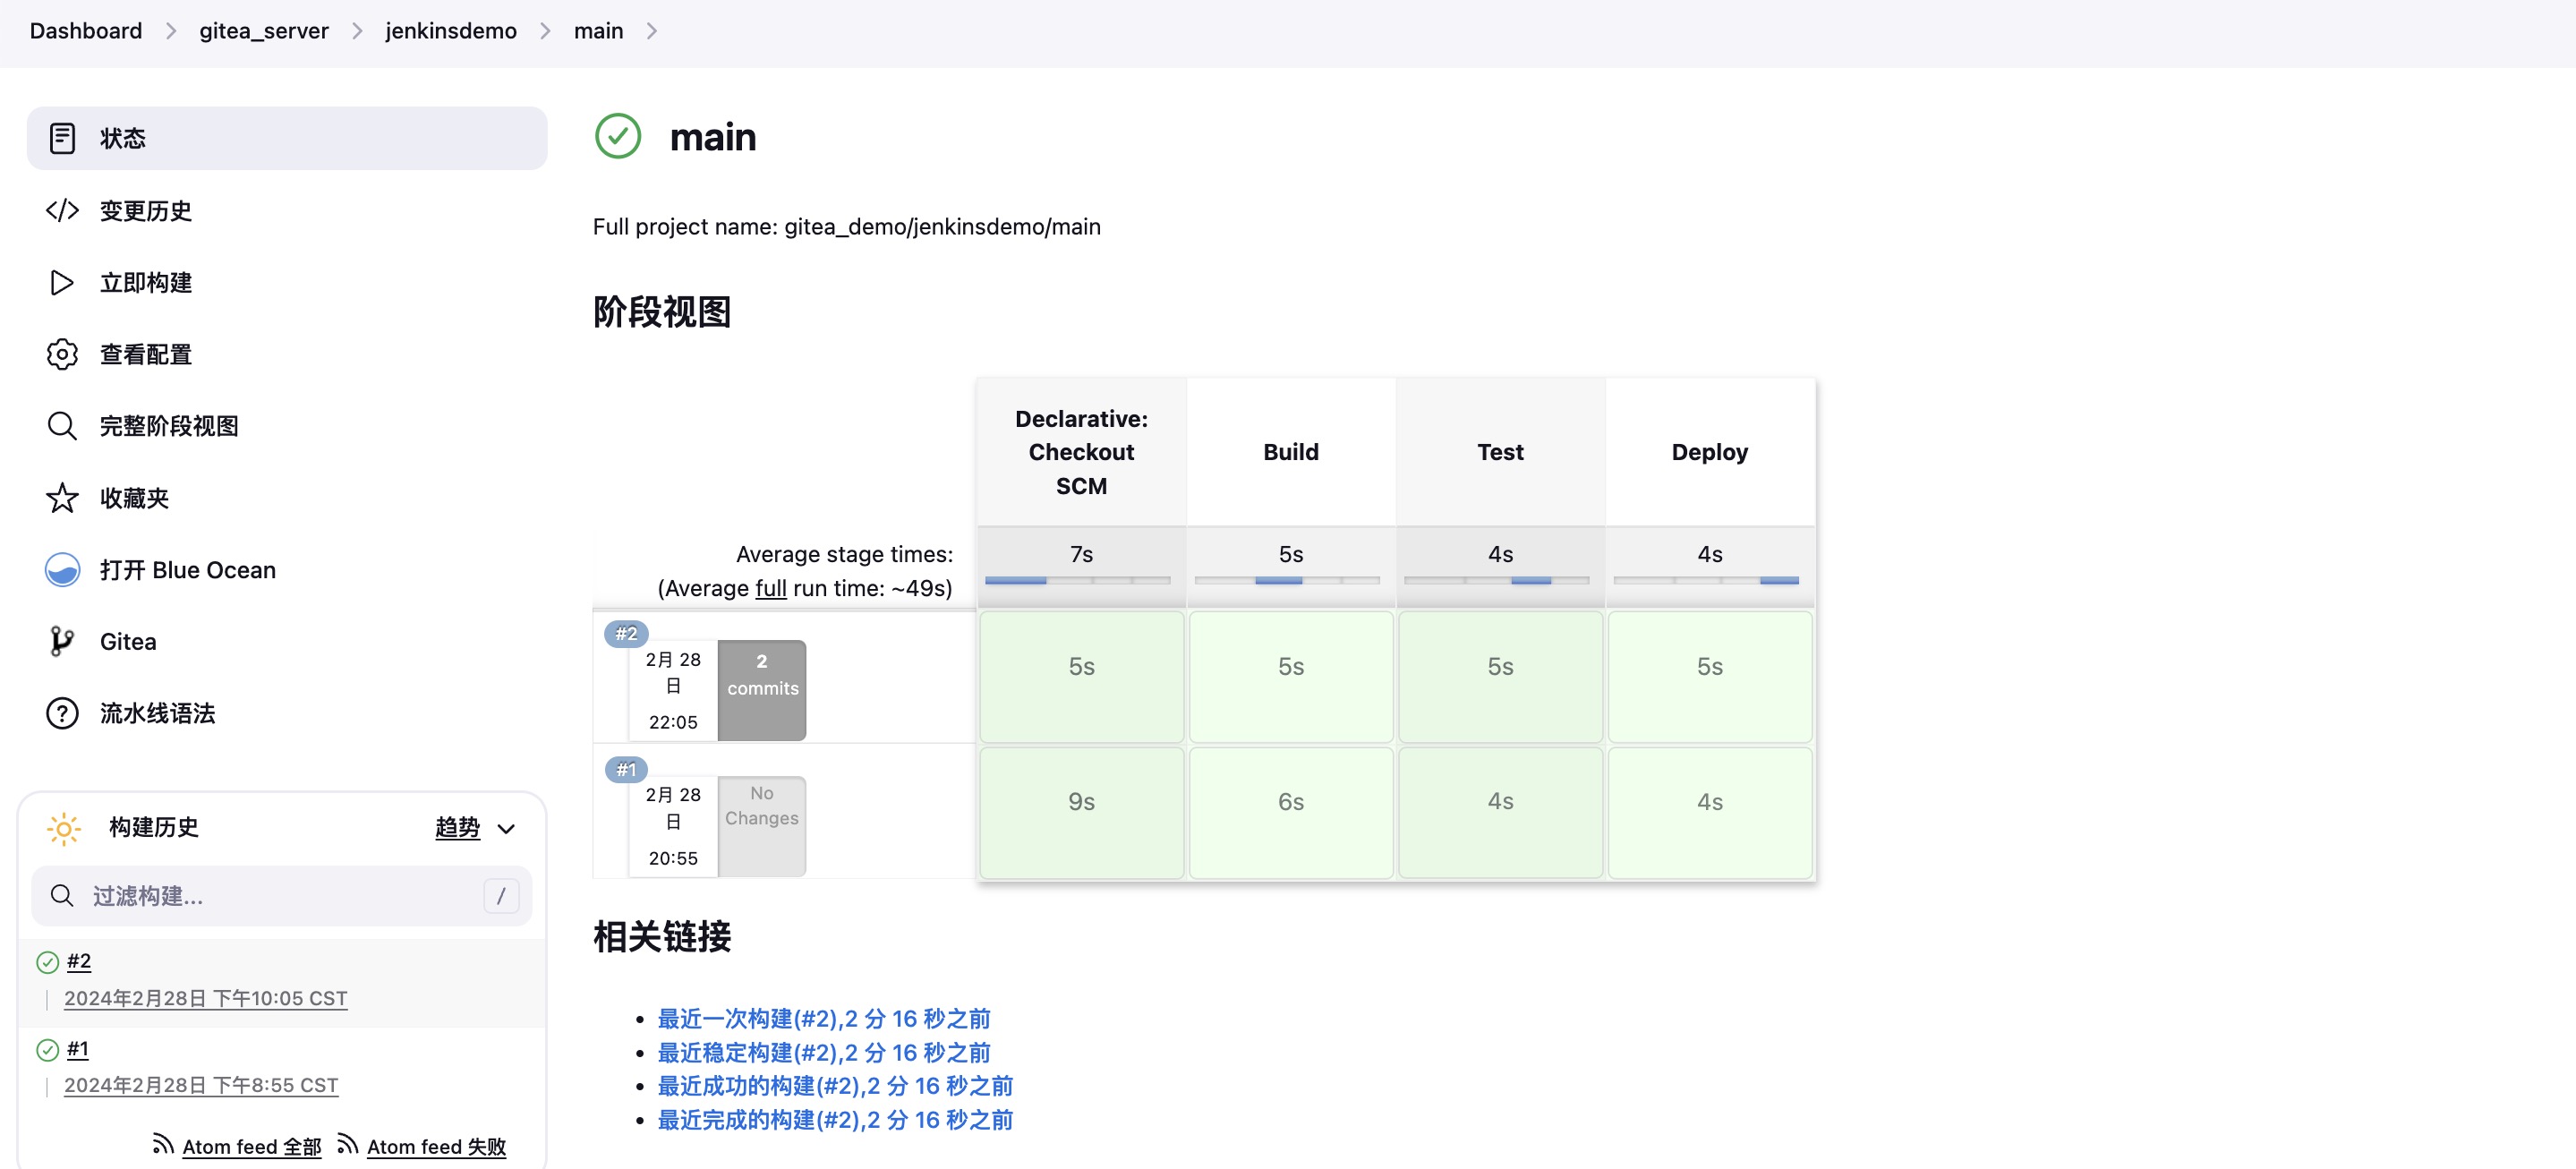 Dashboard > gitea_server > jenkinsdemo > main >
状态
变更历史
立即构建
查看配置
完整阶段视图
收藏夹
打开 Blue Ocean
Gitea
流水线语法
构建历史 趋势
过滤构建... /
#2
2024年2月28日 下午10:05 CST
#1
2024年2月28日 下午8:55 CST
Atom feed 全部 Atom feed 失败
main
Full project name: gitea_demo/jenkinsdemo/main
阶段视图
Declarative:
Checkout
SCM
Build
Test
Deploy
Average stage times:
(Average full run time: ~49s)
7s 5s 4s 4s
#2
2月 28
日
22:05
2
commits
5s 5s 5s 5s
#1
2月 28
日
20:55
No
Changes
9s 6s 4s 4s
相关链接
最近一次构建(#2),2 分 16 秒之前
最近稳定构建(#2),2 分 16 秒之前
最近成功的构建(#2),2 分 16 秒之前
最近完成的构建(#2),2 分 16 秒之前